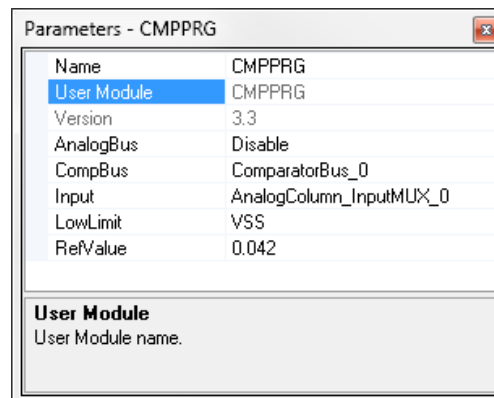 Parameters - CMPPRG
Name CMPPRG
User Module CMPPRG
Version 3.3
AnalogBus Disable
CompBus ComparatorBus_0
Input AnalogColumn_InputMUX_0
LowLimit VSS
RefValue 0.042
User Module
User Module name.